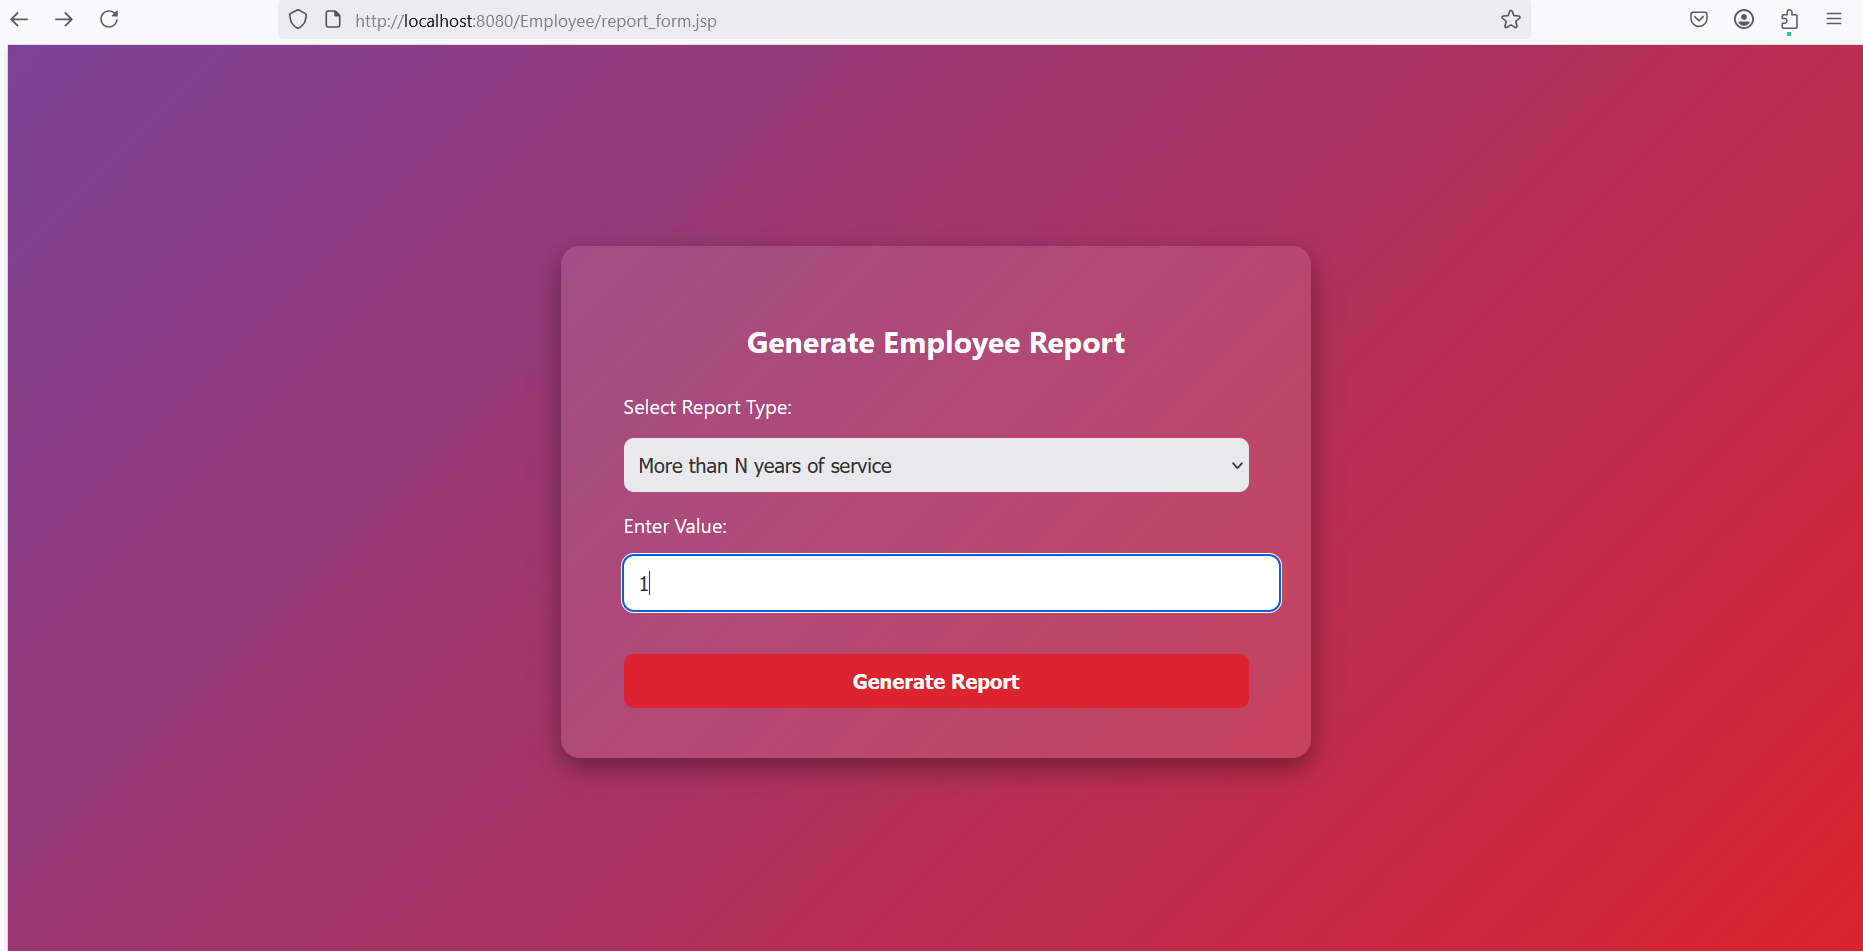 http://localhost:8080/Employee/report_form.jsp
Generate Employee Report
Select Report Type:
More than N years of service
Enter Value:
1
Generate Report